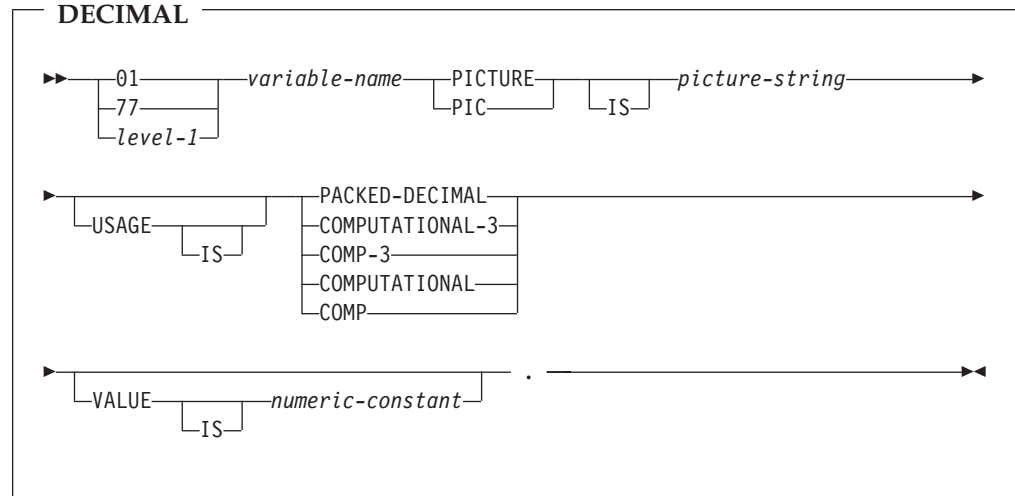 DECIMAL
01 variable-name PICTURE picture-string
77 PIC IS
level-1
PACKED-DECIMAL
USAGE COMPUTATIONAL-3
IS COMP-3
COMPUTATIONAL
COMP
.
VALUE numeric-constant
IS